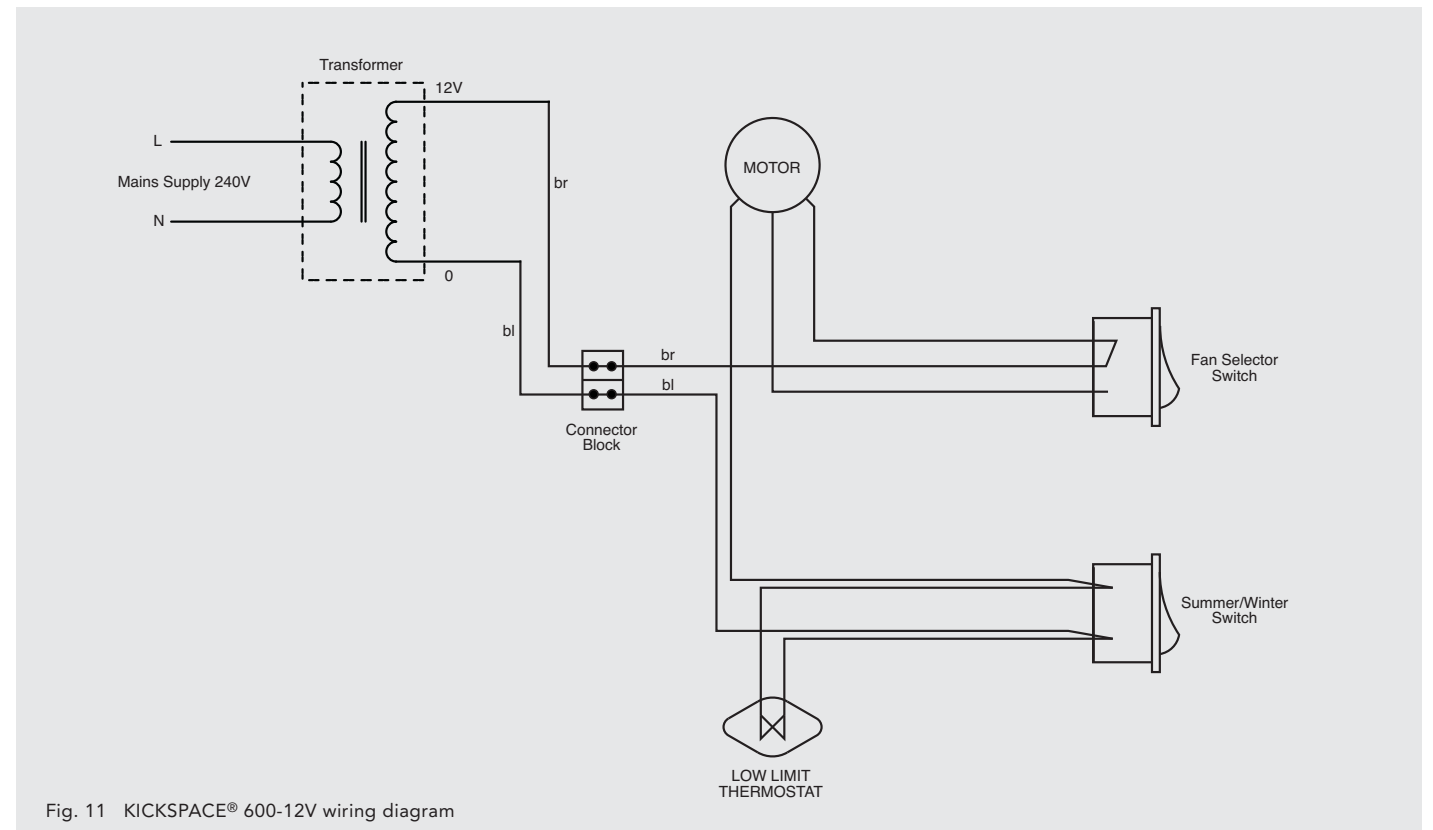 Transformer
12V
L
Mains Supply 240V
N
br
0
bl
MOTOR
br
bl
Connector
Block
Fan Selector
Switch
Summer/Winter
Switch
LOW LIMIT
THERMOSTAT
Fig. 11 KICKSPACE® 600-12V wiring diagram